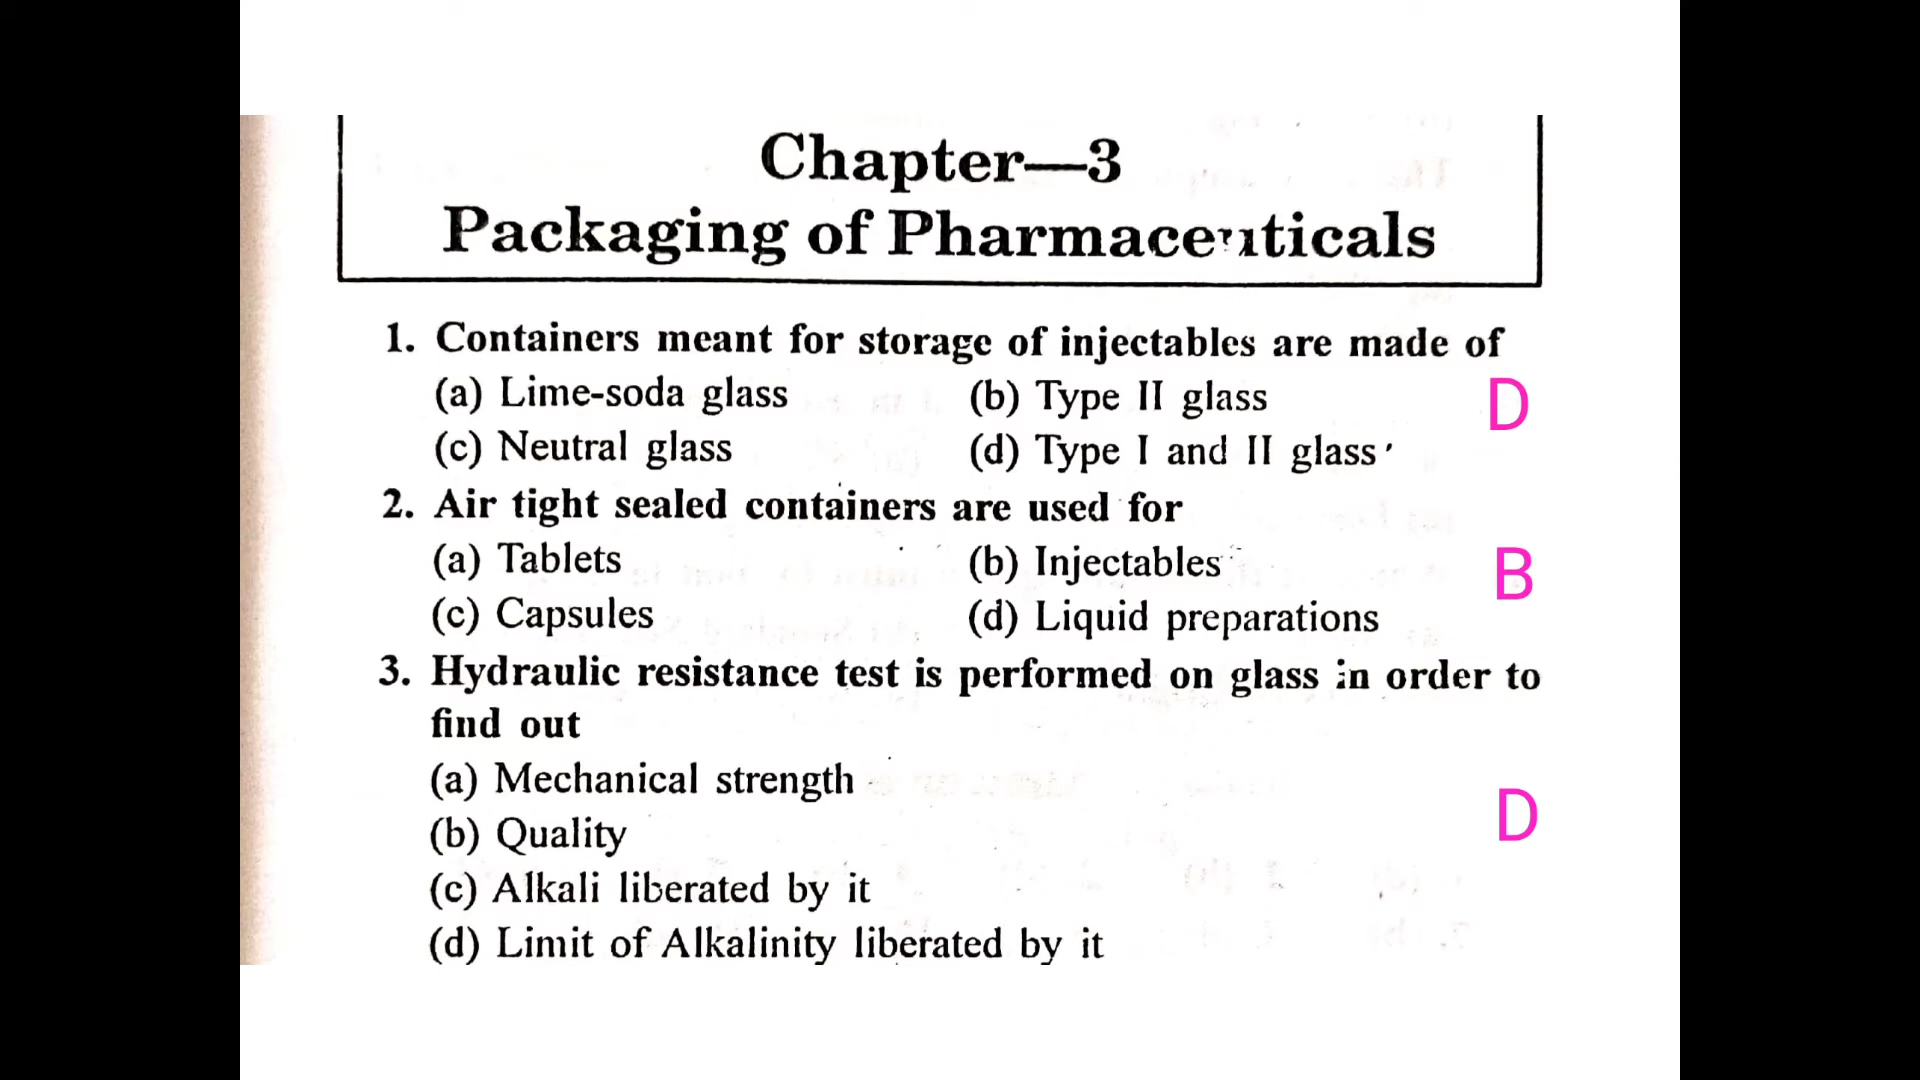 Chapter—3
Packaging of Pharmaceuticals
1. Containers meant for storage of injectables are made of
(a) Lime-soda glass (b) Type II glass D
(c) Neutral glass (d) Type I and II glass
2. Air tight sealed containers are used for
(a) Tablets (b) Injectables B
(c) Capsules (d) Liquid preparations
3. Hydraulic resistance test is performed on glass in order to
find out
(a) Mechanical strength
(b) Quality D
(c) Alkali liberated by it
(d) Limit of Alkalinity liberated by it